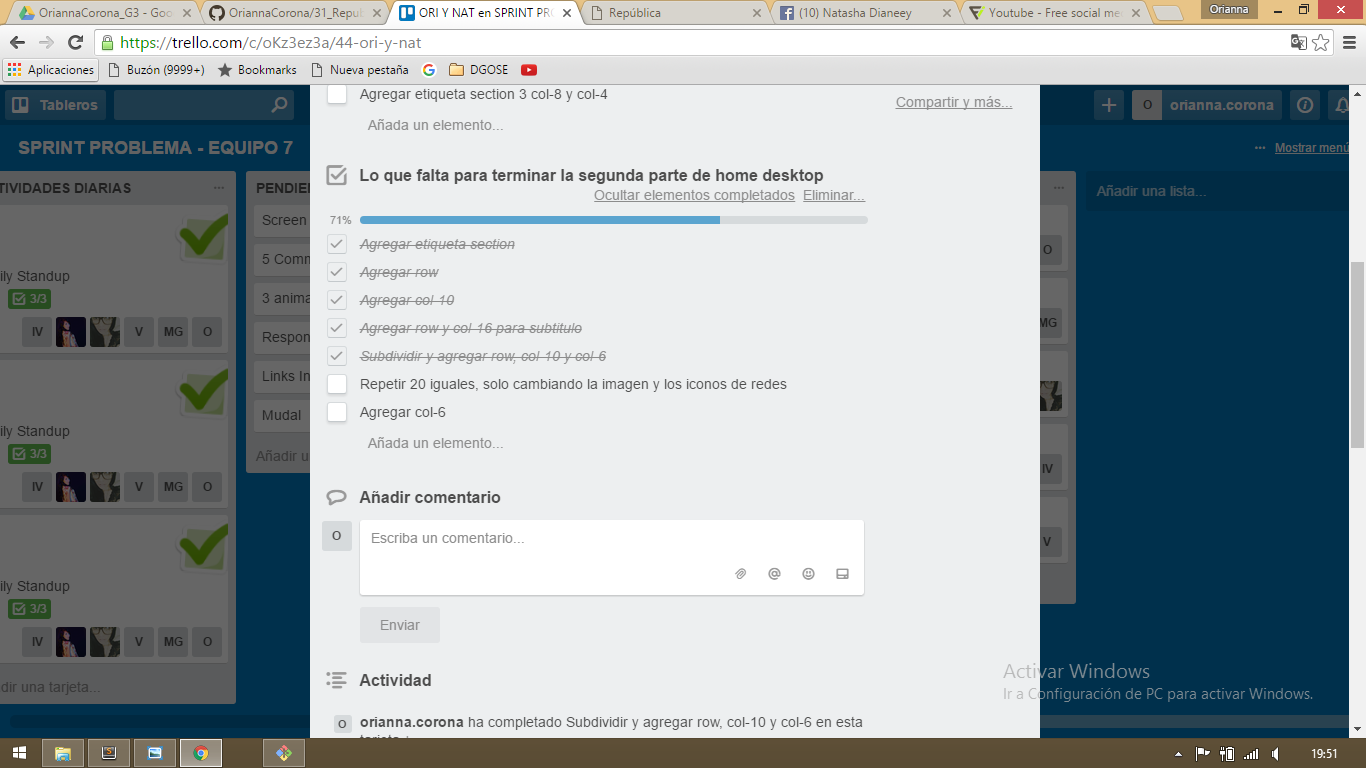 OriannaCorona_G3 - Goo
OriannaCorona/31_Repul
ORI Y NAT en SPRINT PRO
República
(10) Natasha Dianeey
Youtube - Free social me
Orianna
https://trello.com/c/oKz3ez3a/44-ori-y-nat
Aplicaciones
Buzón (9999+)
Bookmarks
Nueva pestaña
DGOSE
Tableros
O
orianna.corona
SPRINT PROBLEMA - EQUIPO 7
Mostrar menú
TIVIDADES DIARIAS
ily Standup
3/3
IV V MG O
ily Standup
3/3
IV V MG O
ily Standup
3/3
IV V MG O
dir una tarjeta...
PENDIE
Screen
5 Comn
3 anima
Respon
Links In
Mudal
Añadir u
Agregar etiqueta section 3 col-8 y col-4
Añada un elemento...
Compartir y más...
Lo que falta para terminar la segunda parte de home desktop
Ocultar elementos completados Eliminar...
71%
Agregar etiqueta section
Agregar row
Agregar col-10
Agregar row y col-16 para subtitulo
Subdividir y agregar row, col-10 y col-6
Repetir 20 iguales, solo cambiando la imagen y los iconos de redes
Agregar col-6
Añada un elemento...
Añadir comentario
O
Escriba un comentario...
Enviar
Actividad
O
orianna.corona ha completado Subdividir y agregar row, col-10 y col-6 en esta
O
MG
IV
V
Añadir una lista...
Activar Windows
Ir a Configuración de PC para activar Windows.
19:51